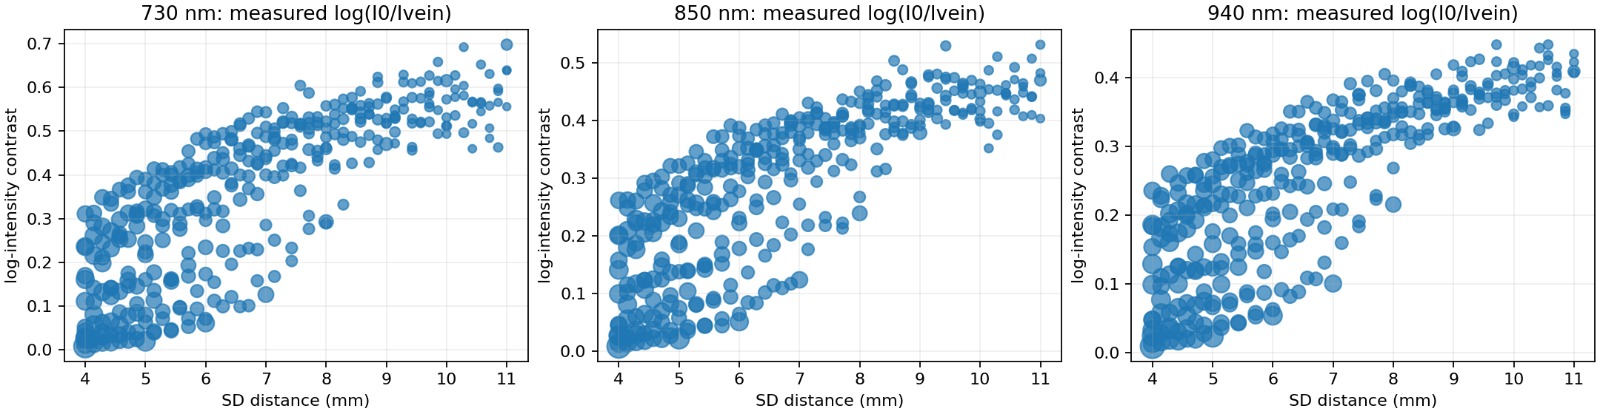 730 nm: measured log(I0/Ivein)
log-intensity contrast
0.7
0.6
0.5
0.4
0.3
0.2
0.1
0.0
4 5 6 7 8 9 10 11
SD distance (mm)
850 nm: measured log(I0/Ivein)
log-intensity contrast
0.5
0.4
0.3
0.2
0.1
0.0
4 5 6 7 8 9 10 11
SD distance (mm)
940 nm: measured log(I0/Ivein)
log-intensity contrast
0.4
0.3
0.2
0.1
0.0
4 5 6 7 8 9 10 11
SD distance (mm)